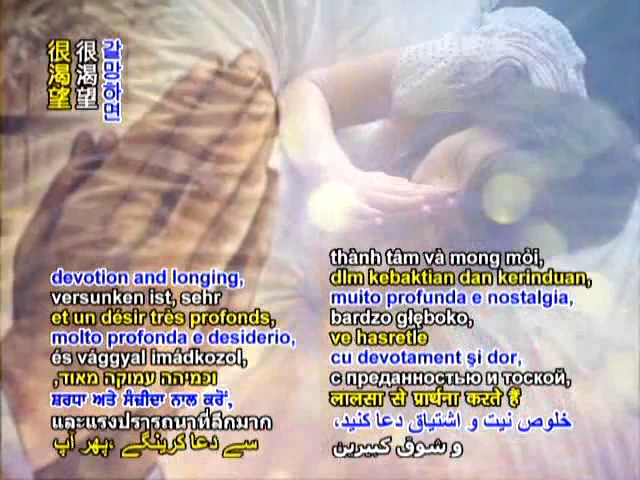 很渴望
很渴望
갈망하면
devotion and longing,
versunken ist, sehr
et un désir très profonds,
molto profonda e desiderio,
és vággyal imádkozol,
וכמיהה עמוקה מאוד,
ਸ਼ਰਧਾ ਅਤੇ ਸੰਜੀਦਾ ਨਾਲ ਕਰੋਂ,
และแรงปรารถนาที่ลึกมาก
سے دعا کرینگے ،پھر آپ
thành tâm và mong mỏi,
dlm kebaktian dan kerinduan,
muito profunda e nostalgia,
bardzo głęboko,
ve hasretle
cu devotament şi dor,
с преданностью и тоской,
लालसा से प्रार्थना करते हैं
خلوص نیت و اشتیاق دعا کنید،
و شوق كبيرين